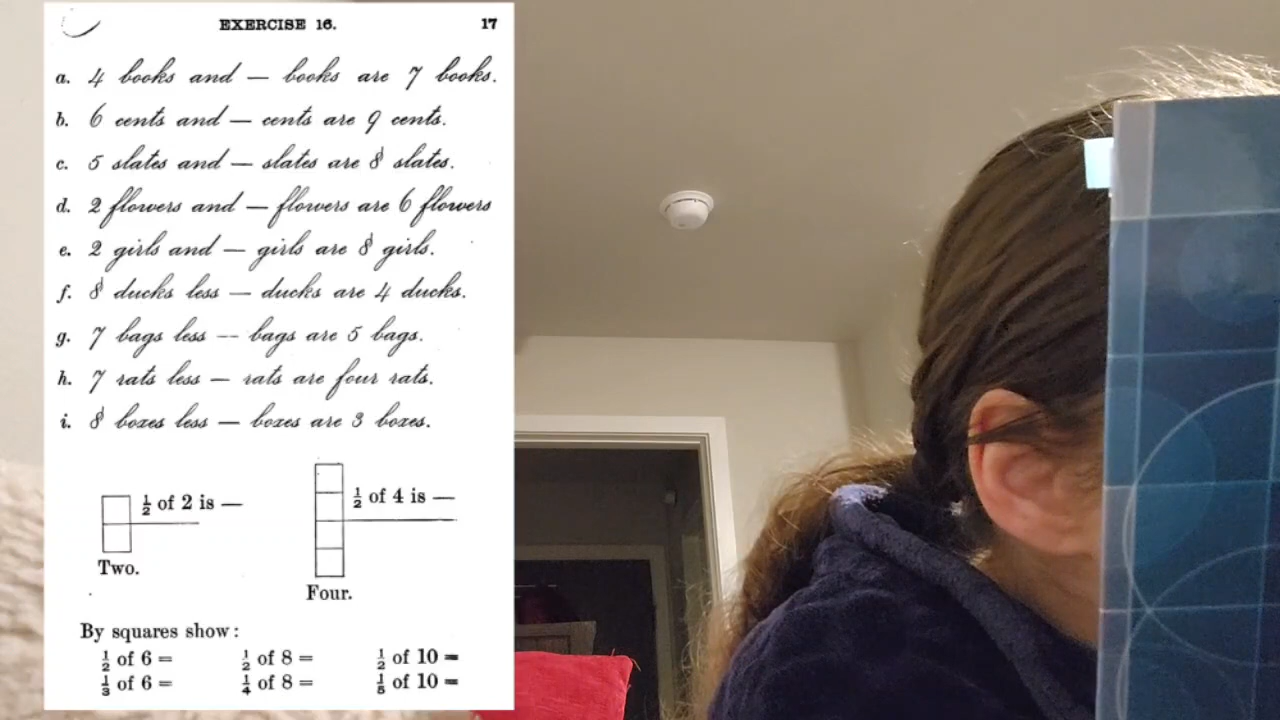 EXERCISE 16. 17
a. 4 books and — books are 7 books.
b. 6 cents and — cents are 9 cents.
c. 5 slates and — slates are 8 slates.
d. 2 flowers and — flowers are 6 flowers
e. 2 girls and — girls are 8 girls.
f. 8 ducks less — ducks are 4 ducks.
g. 7 bags less -- bags are 5 bags.
h. 7 rats less — rats are four rats.
i. 8 boxes less — boxes are 3 boxes.
½ of 2 is — ½ of 4 is —
Two. Four.
By squares show:
½ of 6 = ½ of 8 = ½ of 10 =
⅓ of 6 = ¼ of 8 = ⅕ of 10 =